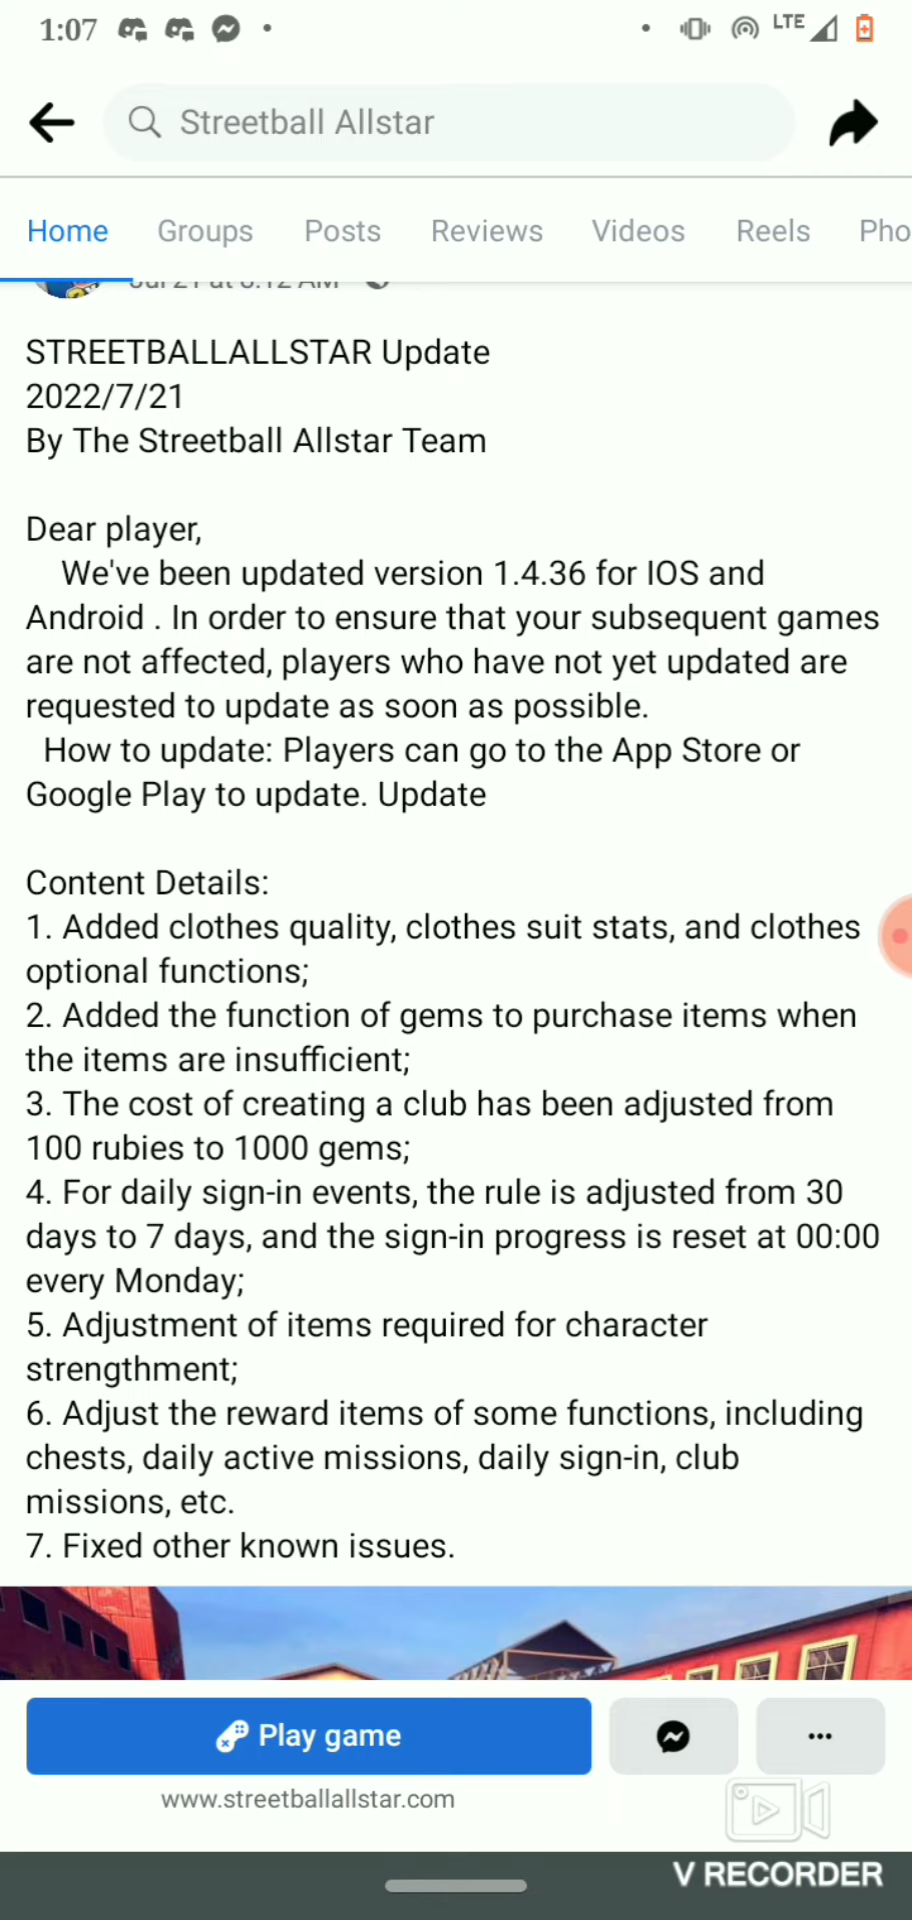 1:07
LTE
Streetball Allstar
Home Groups Posts Reviews Videos Reels Pho
STREETBALLALLSTAR Update
2022/7/21
By The Streetball Allstar Team
Dear player,
We've been updated version 1.4.36 for IOS and
Android . In order to ensure that your subsequent games
are not affected, players who have not yet updated are
requested to update as soon as possible.
How to update: Players can go to the App Store or
Google Play to update. Update
Content Details:
1. Added clothes quality, clothes suit stats, and clothes
optional functions;
2. Added the function of gems to purchase items when
the items are insufficient;
3. The cost of creating a club has been adjusted from
100 rubies to 1000 gems;
4. For daily sign-in events, the rule is adjusted from 30
days to 7 days, and the sign-in progress is reset at 00:00
every Monday;
5. Adjustment of items required for character
strengthment;
6. Adjust the reward items of some functions, including
chests, daily active missions, daily sign-in, club
missions, etc.
7. Fixed other known issues.
Play game
www.streetballallstar.com
V RECORDER